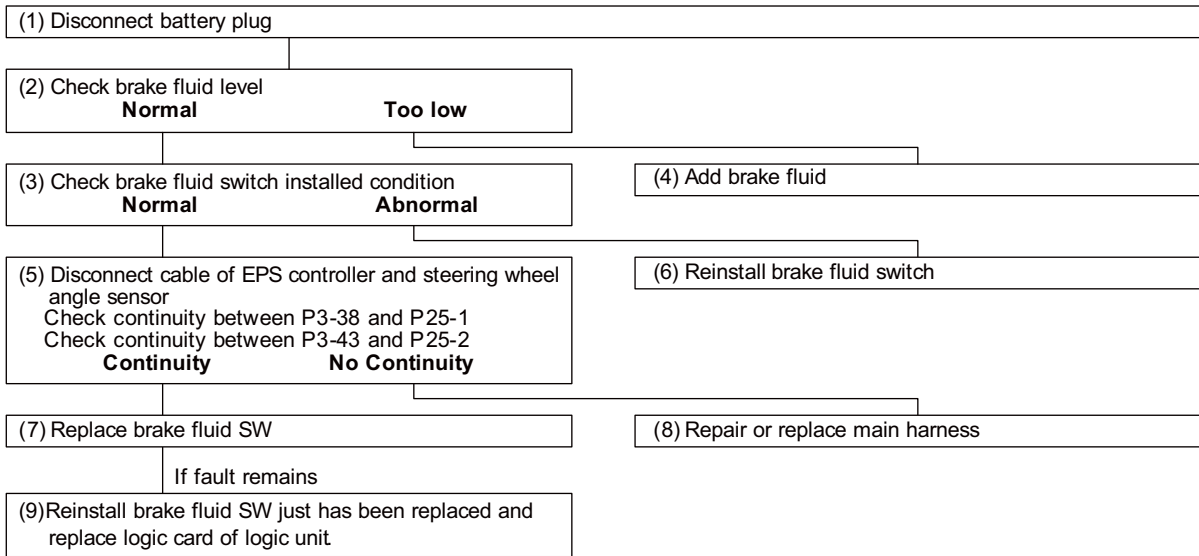 (1) Disconnect battery plug
(2) Check brake fluid level
Normal Too low
(3) Check brake fluid switch installed condition
Normal Abnormal
(4) Add brake fluid
(5) Disconnect cable of EPS controller and steering wheel
angle sensor
Check continuity between P3-38 and P25-1
Check continuity between P3-43 and P25-2
Continuity No Continuity
(6) Reinstall brake fluid switch
(7) Replace brake fluid SW
(8) Repair or replace main harness
If fault remains
(9)Reinstall brake fluid SW just has been replaced and
replace logic card of logic unit.